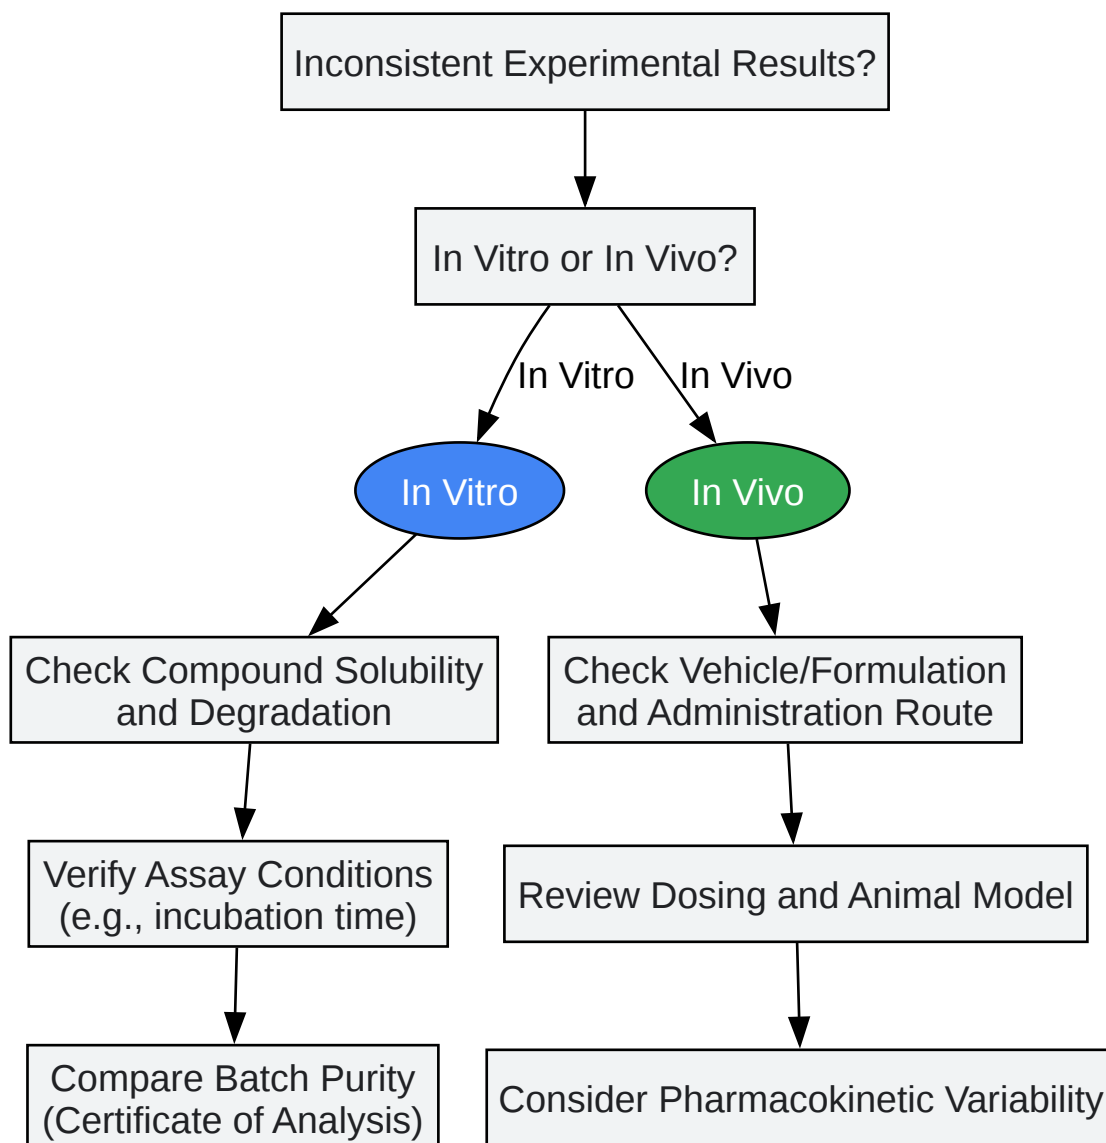 Inconsistent Experimental Results?
In Vitro or In Vivo?
In Vitro
In Vivo
In Vitro
In Vivo
Check Compound Solubility
and Degradation
Check Vehicle/Formulation
and Administration Route
Verify Assay Conditions
(e.g., incubation time)
Review Dosing and Animal Model
Compare Batch Purity
(Certificate of Analysis)
Consider Pharmacokinetic Variability